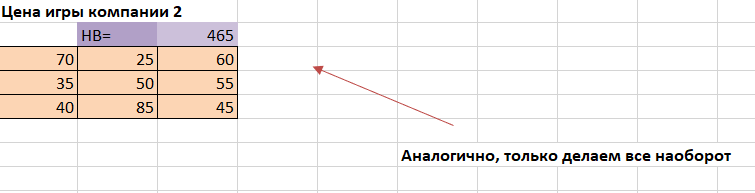 Цена игры компании 2
НВ= 465
70 25 60
35 50 55
40 85 45
Аналогично, только делаем все наоборот